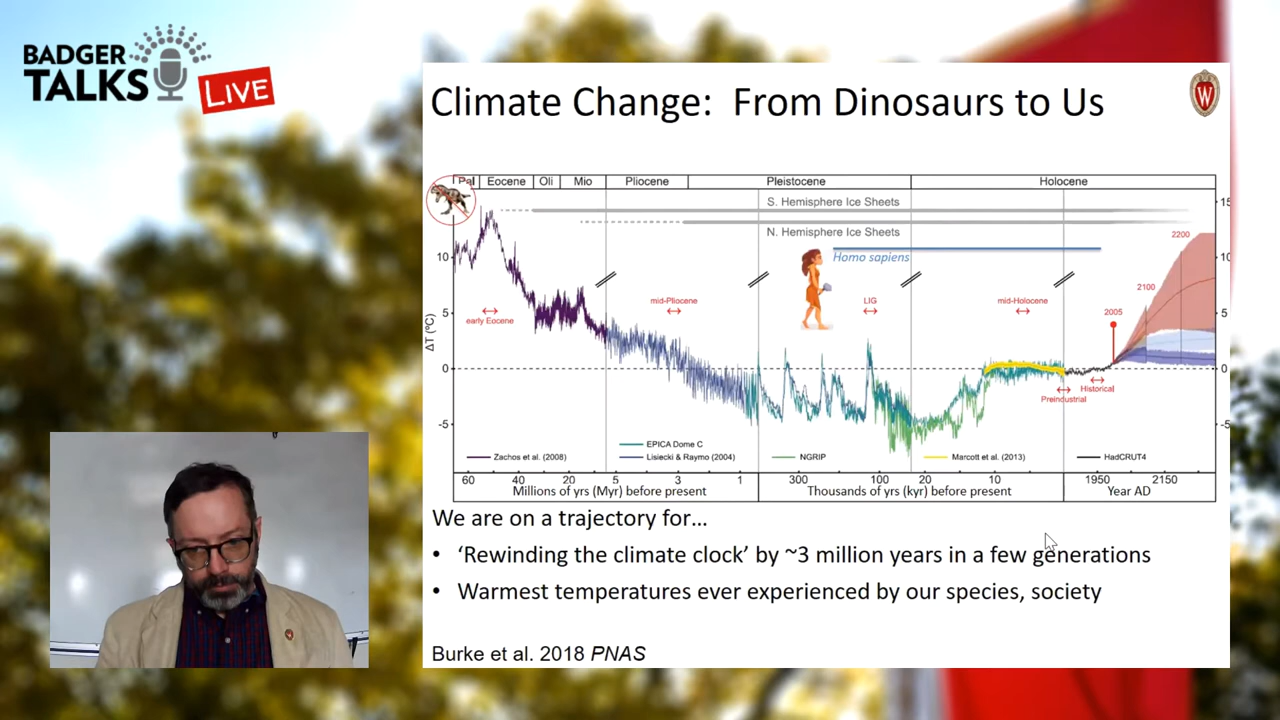 BADGER
TALKS
LIVE
Climate Change: From Dinosaurs to Us
W
Pal Eocene Oli Mio Pliocene Pleistocene Holocene
S. Hemisphere Ice Sheets
N. Hemisphere Ice Sheets
Homo sapiens
early Eocene
mid-Pliocene
LIG
mid-Holocene
Preindustrial
Historical
2005
2100
2200
ΔT (°C)
10
5
0
-5
15
10
5
0
-5
Zachos et al. (2008)
EPICA Dome C
Lisiecki & Raymo (2004)
NGRIP
Marcott et al. (2013)
HadCRUT4
60 40 20 5 3 1 300 100 20 10 1950 2150
Millions of yrs (Myr) before present
Thousands of yrs (kyr) before present
Year AD
We are on a trajectory for...
• ‘Rewinding the climate clock’ by ~3 million years in a few generations
• Warmest temperatures ever experienced by our species, society
Burke et al. 2018 PNAS